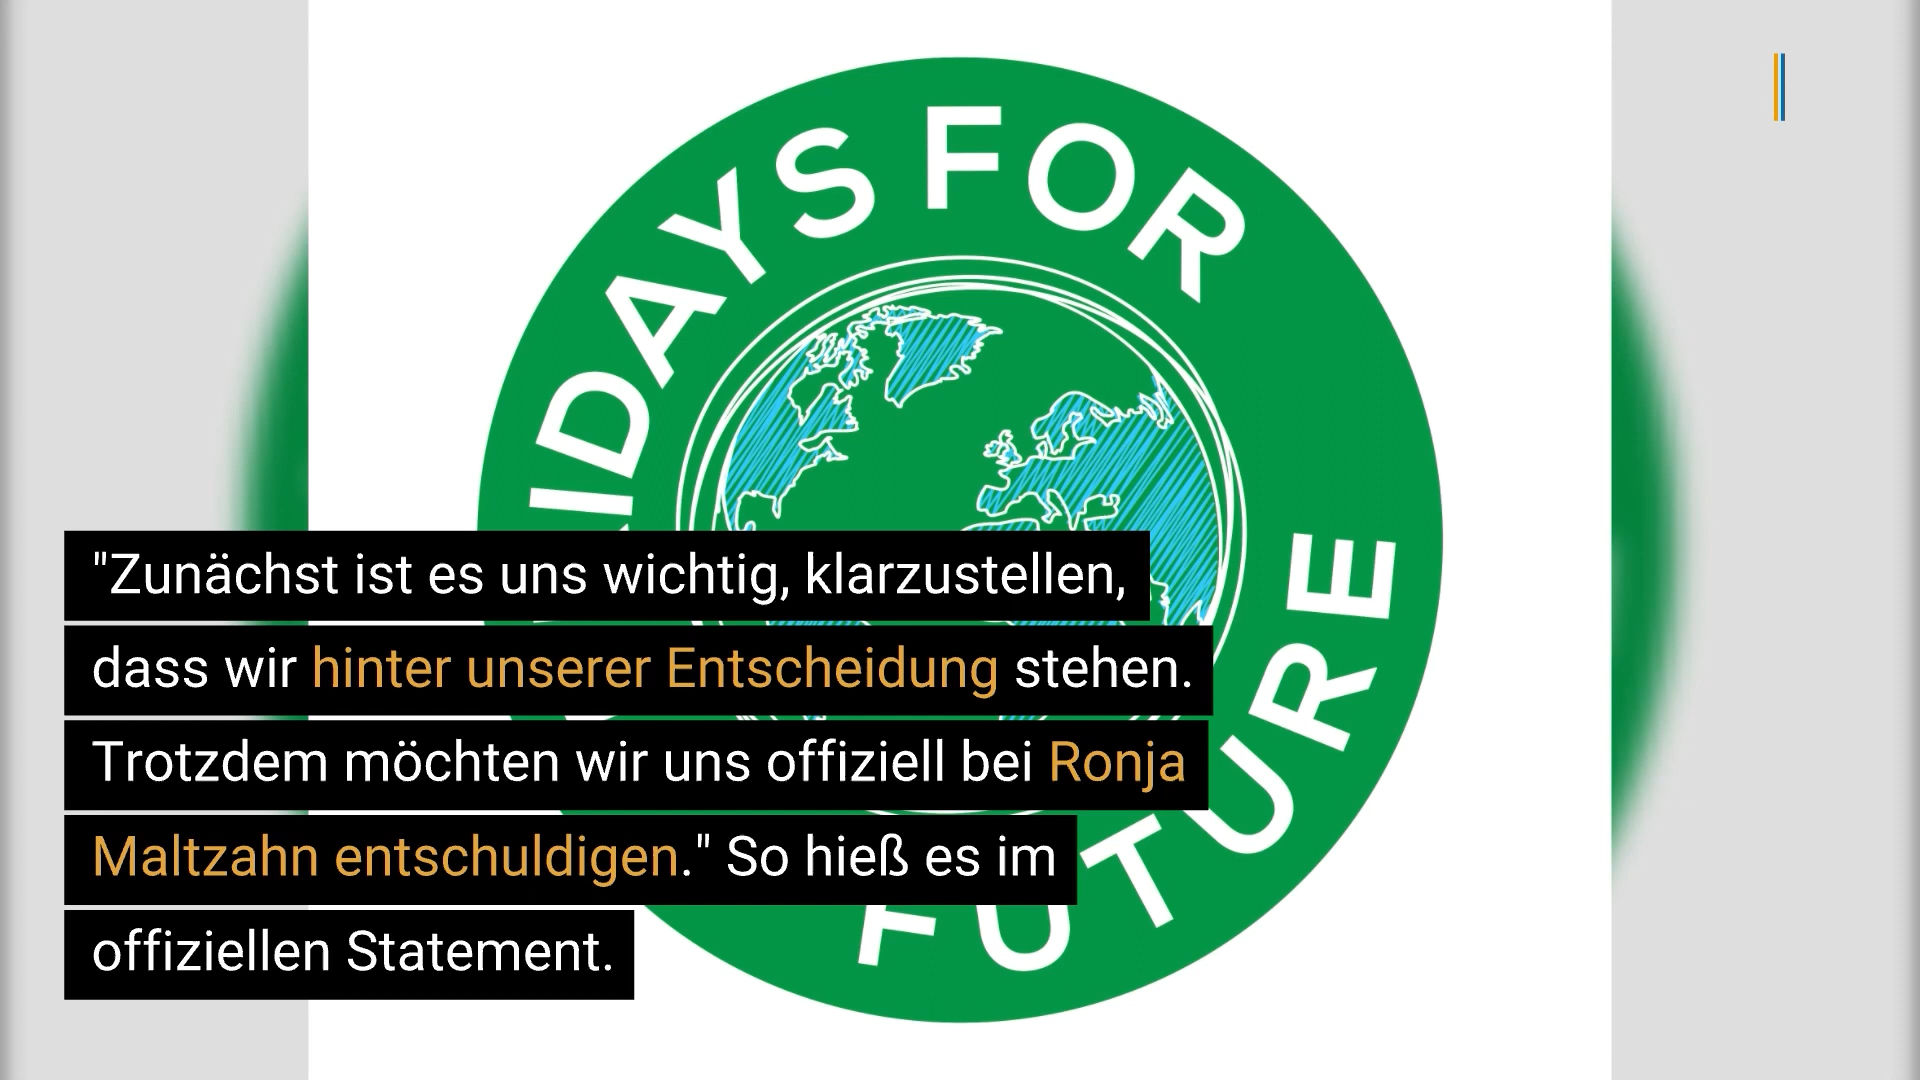 IDAYS FOR
FUTURE
"Zunächst ist es uns wichtig, klarzustellen,
dass wir hinter unserer Entscheidung stehen.
Trotzdem möchten wir uns offiziell bei Ronja
Maltzahn entschuldigen." So hieß es im
offiziellen Statement.